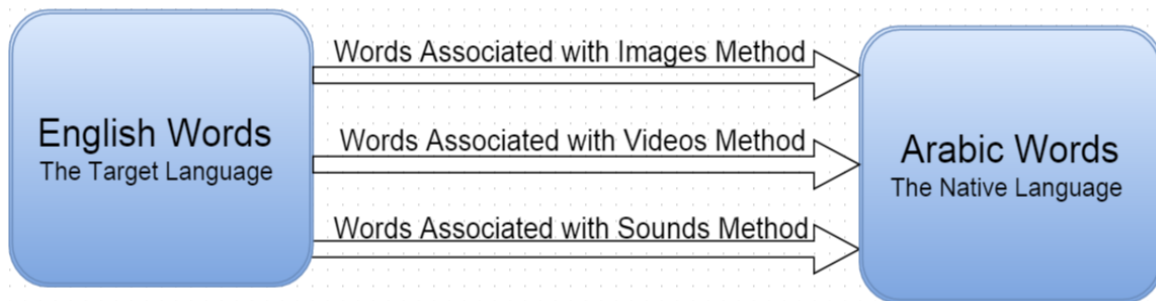 English Words
The Target Language
Words Associated with Images Method
Words Associated with Videos Method
Words Associated with Sounds Method
Arabic Words
The Native Language